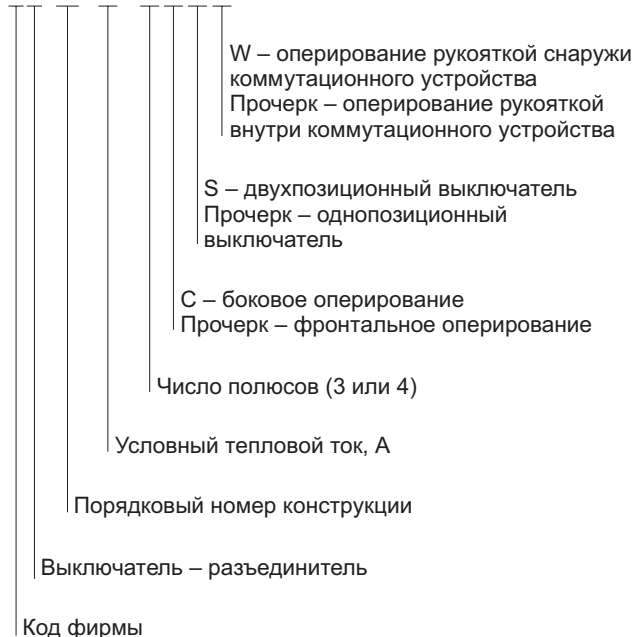 W – оперирование рукояткой снаружи
коммутационного устройства
Прочерк – оперирование рукояткой
внутри коммутационного устройства
S – двухпозиционный выключатель
Прочерк – однопозиционный
выключатель
C – боковое оперирование
Прочерк – фронтальное оперирование
Число полюсов (3 или 4)
Условный тепловой ток, А
Порядковый номер конструкции
Выключатель – разъединитель
Код фирмы